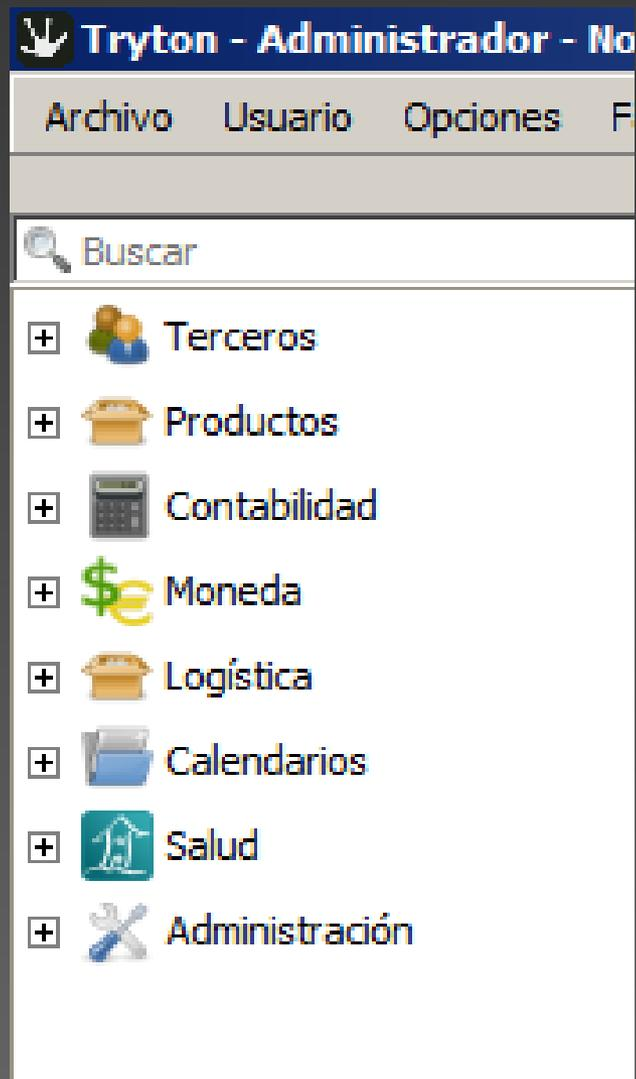 Tryton - Administrador - No
Archivo Usuario Opciones
Buscar
Terceros
Productos
Contabilidad
Moneda
Logística
Calendarios
Salud
Administración